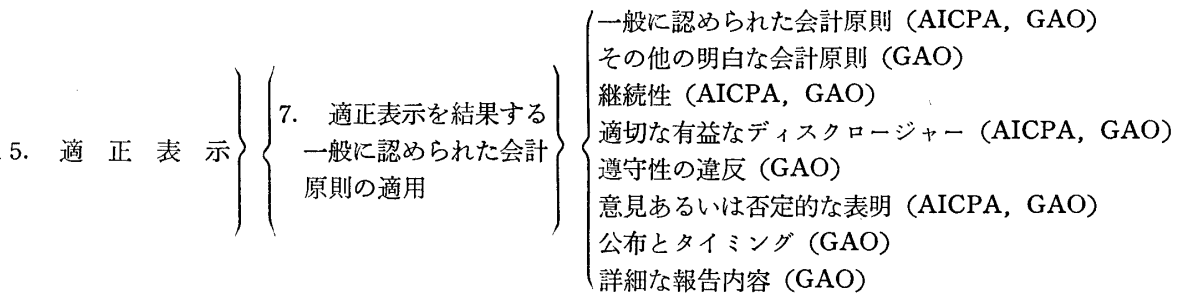 5. 適正表示
7. 適正表示を結果する
一般に認められた会計
原則の適用
一般に認められた会計原則 (AICPA, GAO)
その他の明白な会計原則 (GAO)
継続性 (AICPA, GAO)
適切な有益なディスクロージャー (AICPA, GAO)
遵守性の違反 (GAO)
意見あるいは否定的な表明 (AICPA, GAO)
公布とタイミング (GAO)
詳細な報告内容 (GAO)